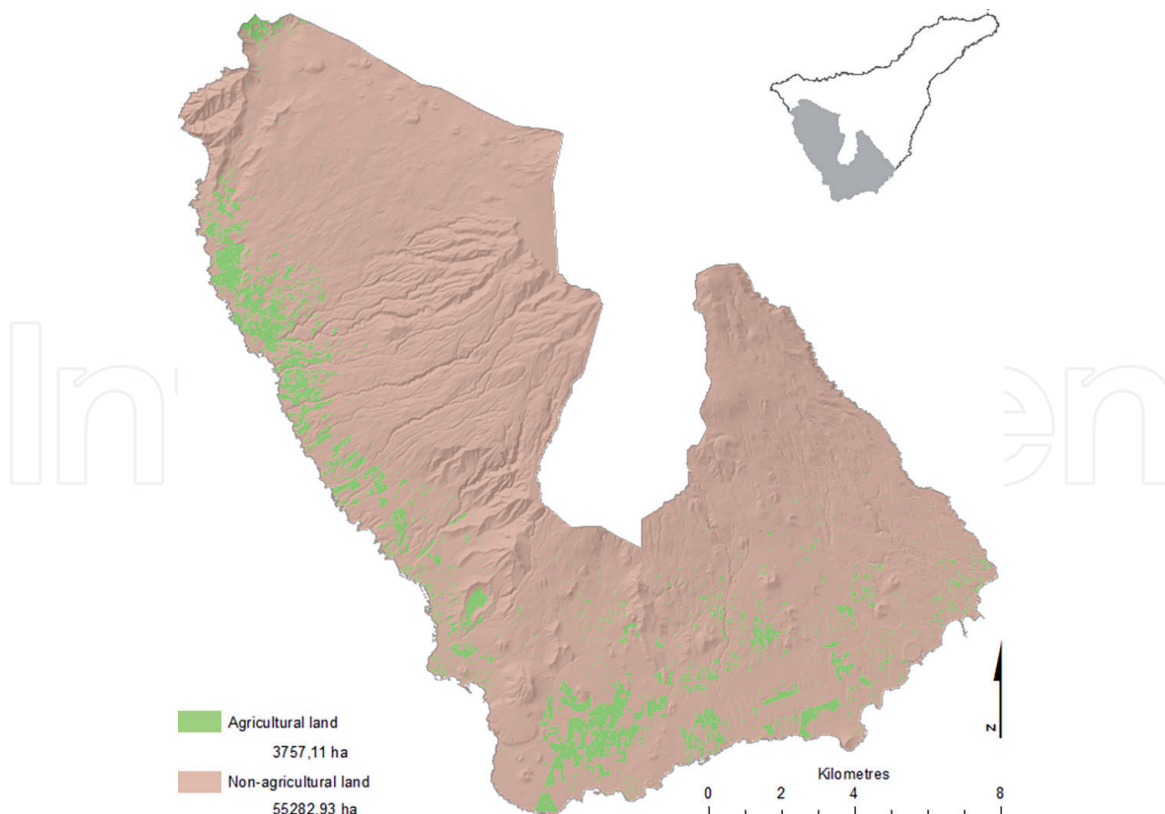 Agricultural land
3757,11 ha
Non-agricultural land
55282,93 ha
Kilometres
0 2 4 8
N